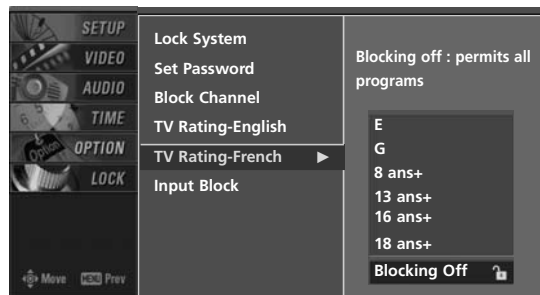 SETUP
VIDEO
AUDIO
TIME
OPTION
LOCK
Move MENU Prev
Lock System
Set Password
Block Channel
TV Rating-English
TV Rating-French
Input Block
Blocking off : permits all
programs
E
G
8 ans+
13 ans+
16 ans+
18 ans+
Blocking Off